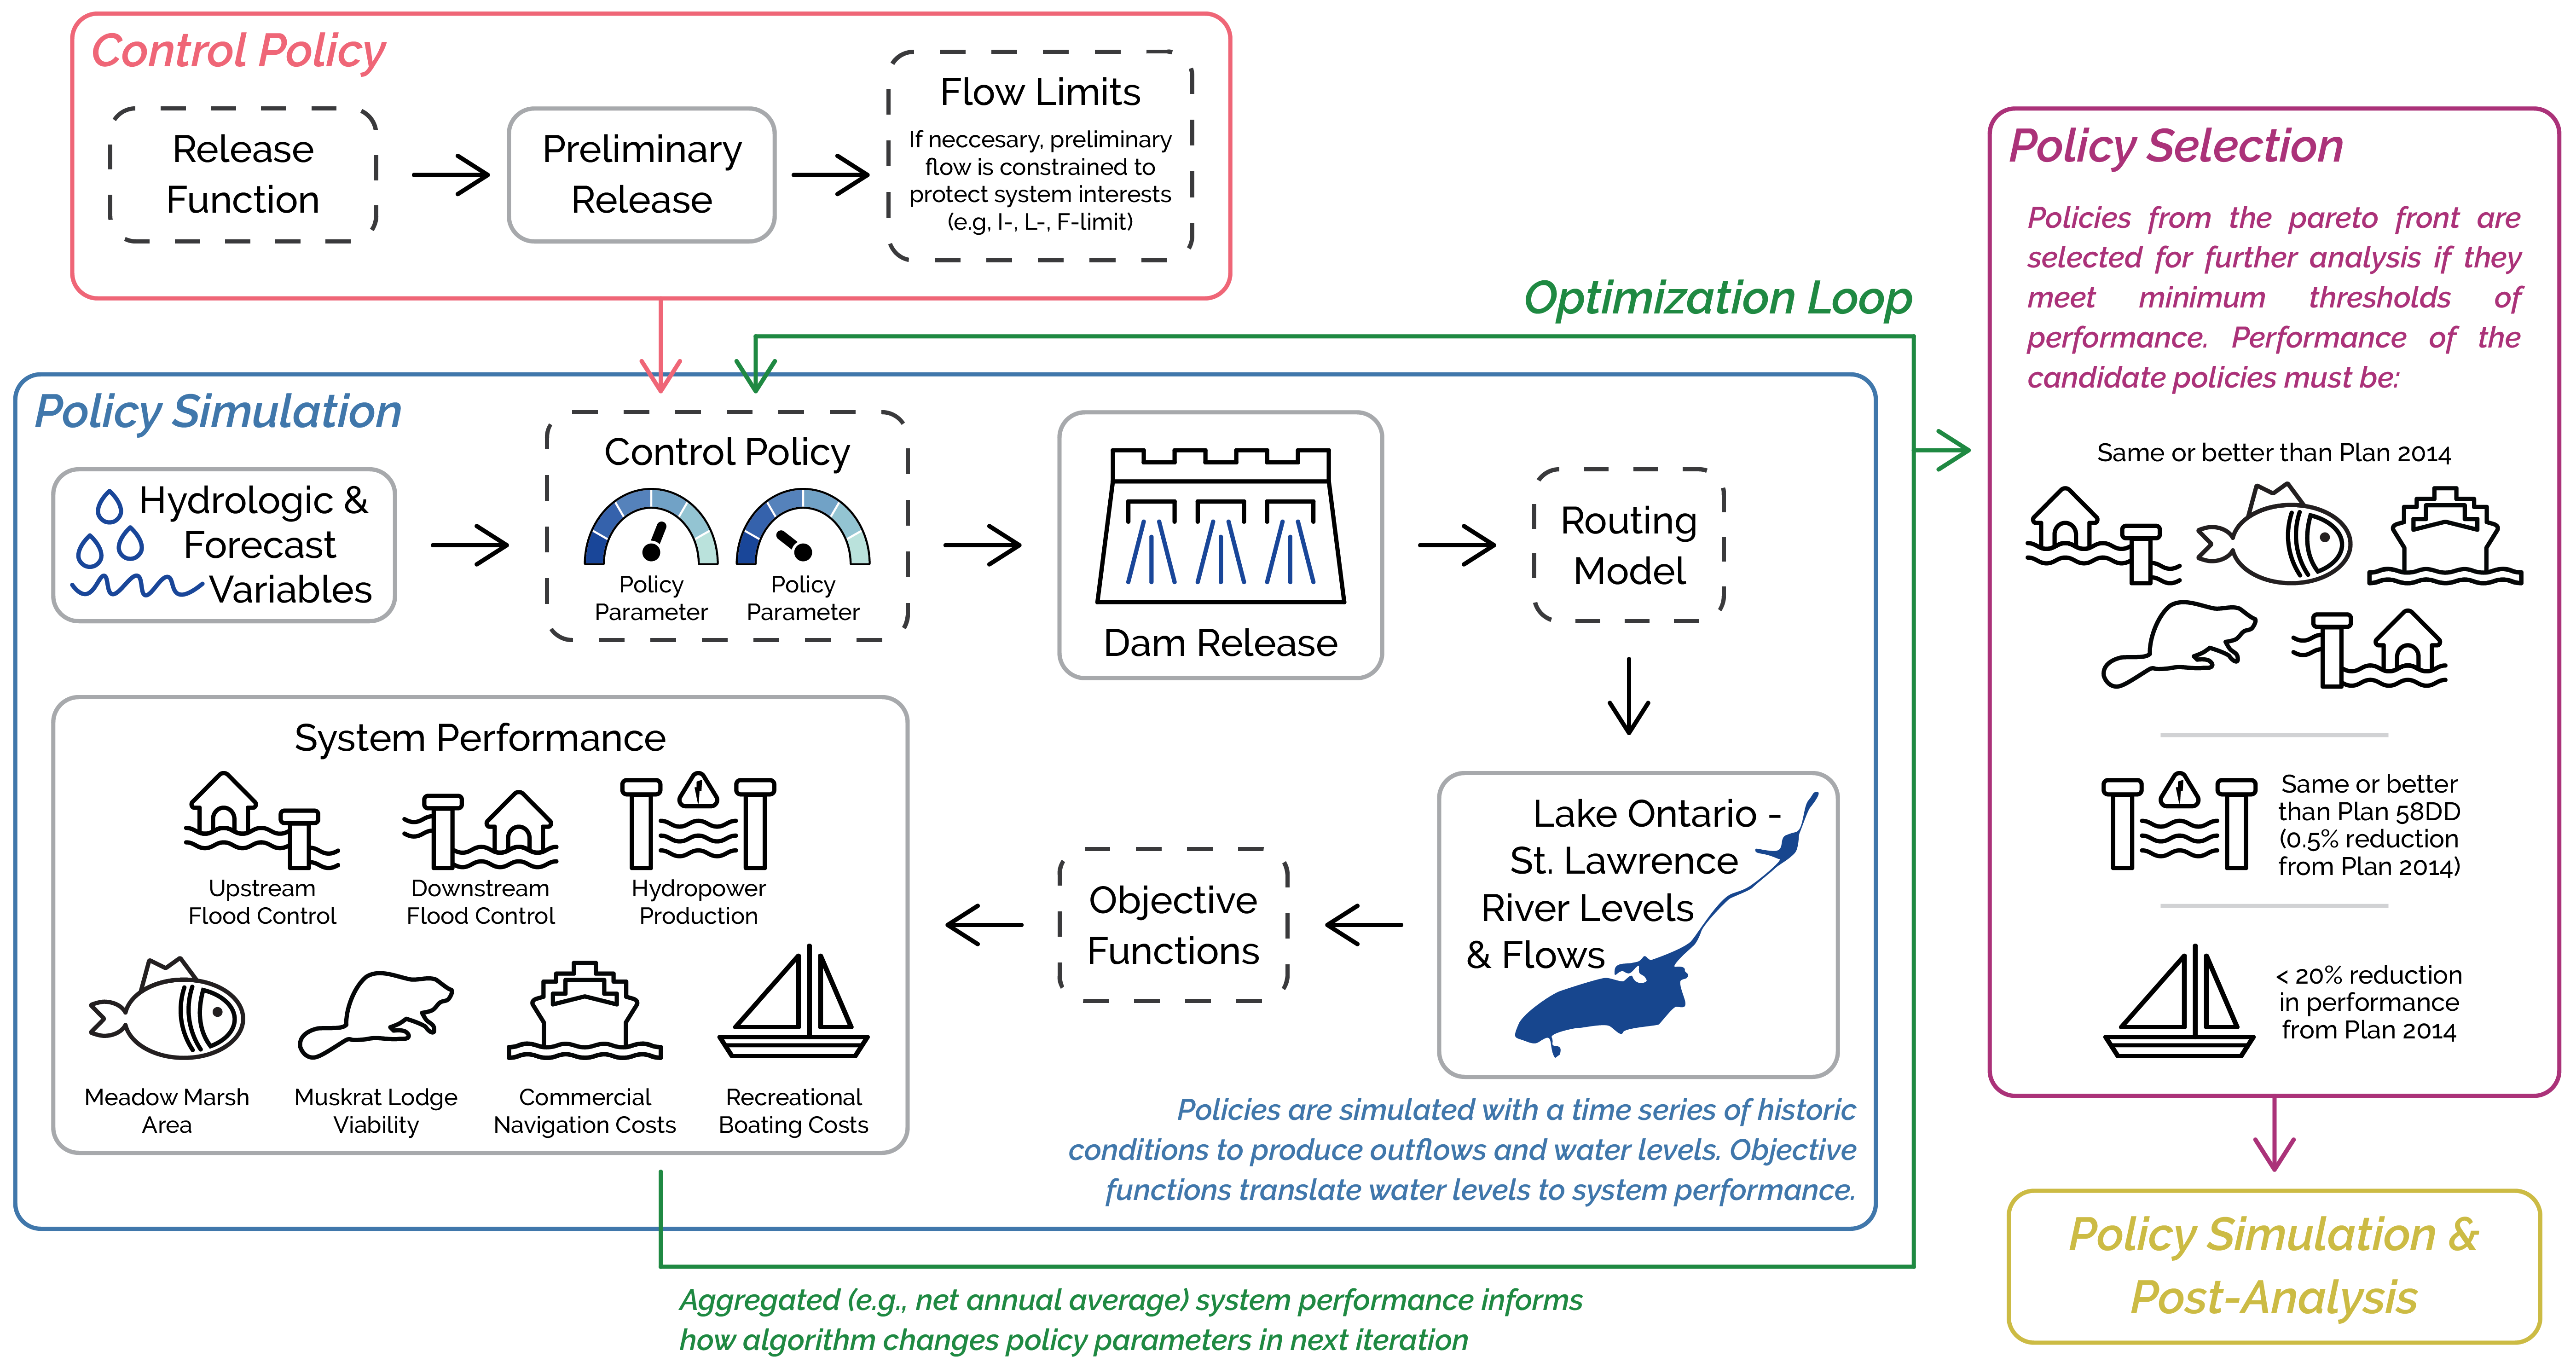 Control Policy
Release
Function
Preliminary
Release
Flow Limits
If neccesary, preliminary
flow is constrained to
protect system interests
(e.g, I-, L-, F-limit)
Optimization Loop
Policy Simulation
Hydrologic &
Forecast
Variables
Control Policy
Policy
Parameter
Policy
Parameter
Dam Release
Routing
Model
Lake Ontario -
St. Lawrence
River Levels
& Flows
Objective
Functions
System Performance
Upstream
Flood Control
Downstream
Flood Control
Hydropower
Production
Meadow Marsh
Area
Muskrat Lodge
Viability
Commercial
Navigation Costs
Recreational
Boating Costs
Policies are simulated with a time series of historic
conditions to produce outflows and water levels. Objective
functions translate water levels to system performance.
Aggregated (e.g., net annual average) system performance informs
how algorithm changes policy parameters in next iteration
Policy Selection
Policies from the pareto front are
selected for further analysis if they
meet minimum thresholds of
performance. Performance of the
candidate policies must be:
Same or better than Plan 2014
Same or better
than Plan 58DD
(0.5% reduction
from Plan 2014)
< 20% reduction
in performance
from Plan 2014
Policy Simulation &
Post-Analysis